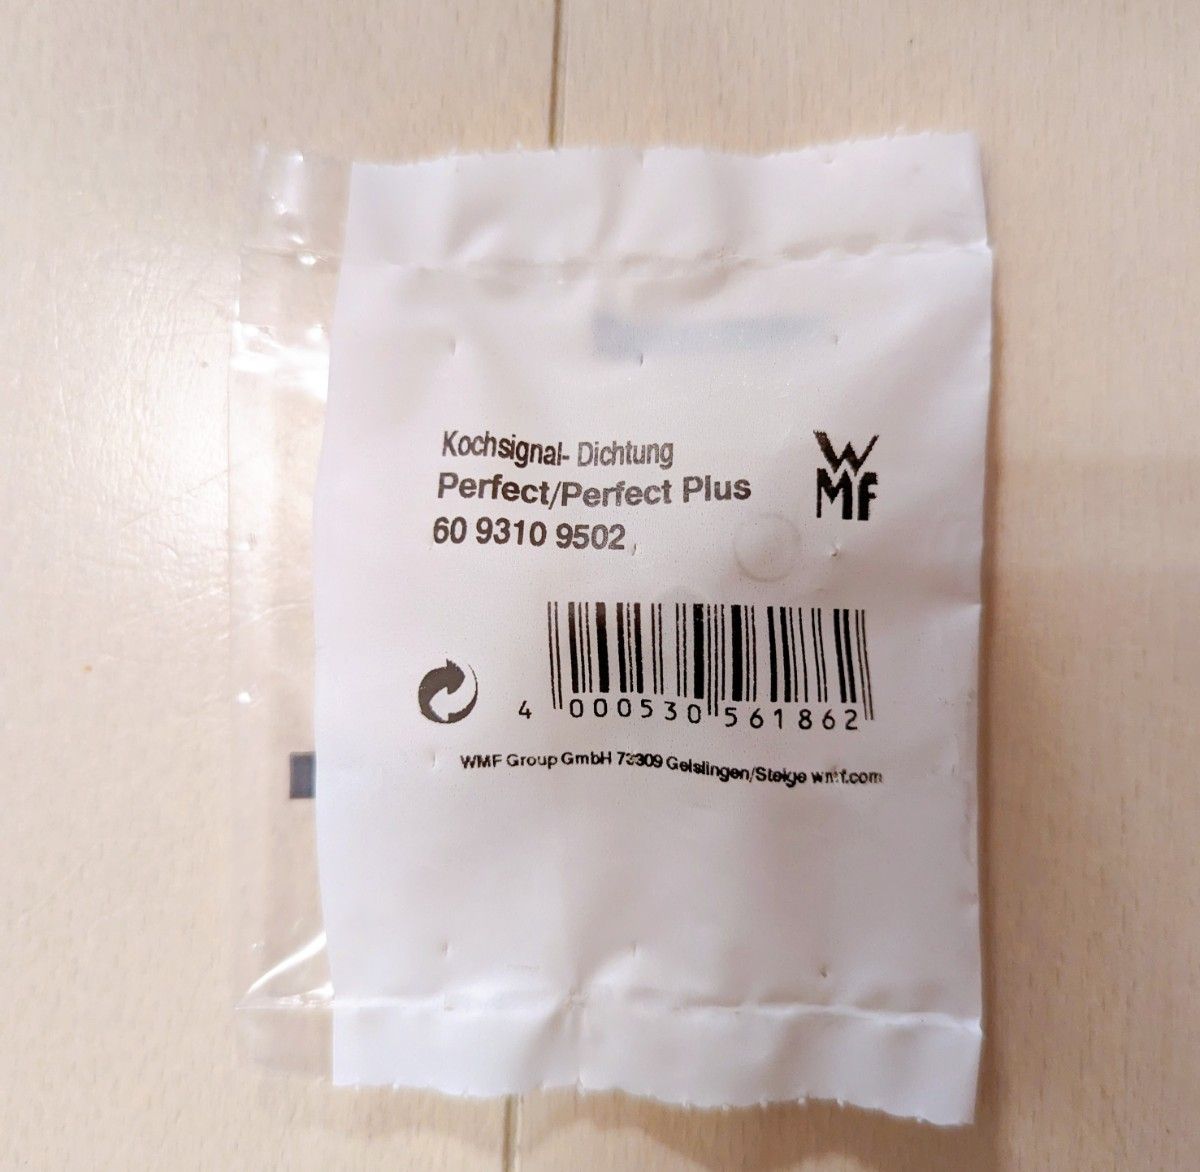 Kochsignal- Dichtung
Perfect/Perfect Plus
60 9310 9502
WMF
4 000530 561862
WMF Group GmbH 73309 Geislingen/Steige wmf.com